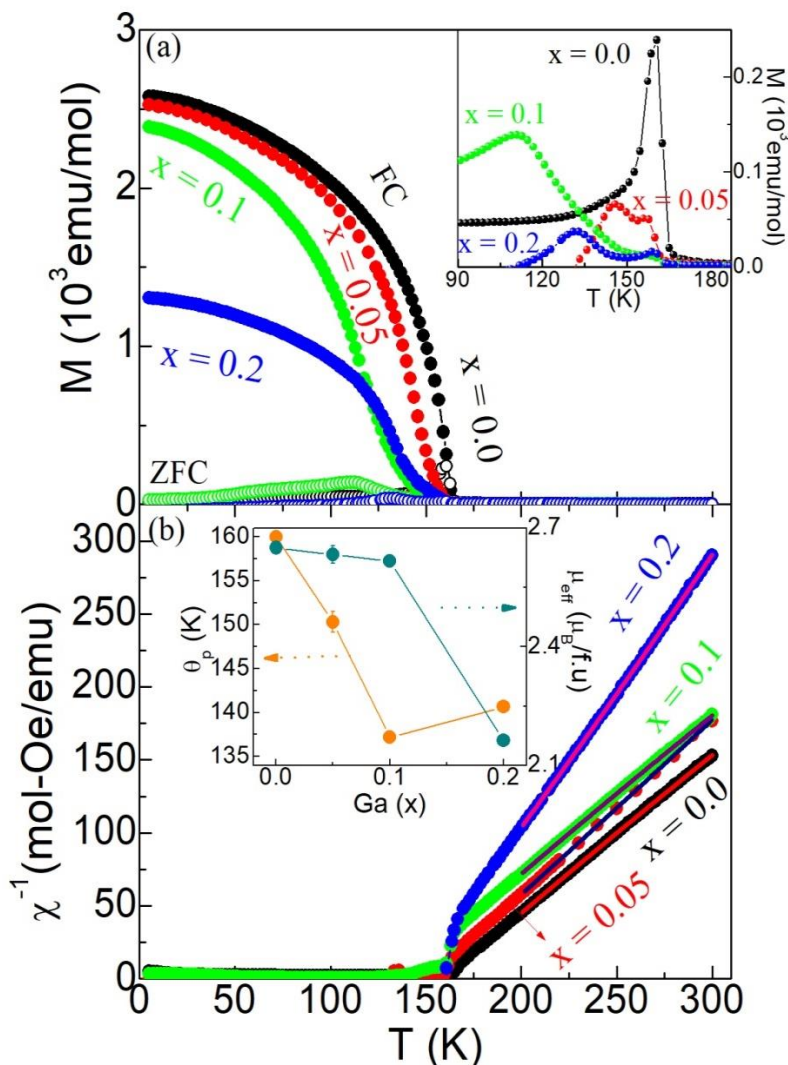 (a)
3
2
1
0
M (10³emu/mol)
FC
ZFC
x = 0.1
x = 0.05
x = 0.2
x = 0.0
x = 0.0
x = 0.1
x = 0.05
x = 0.2
0.2
0.1
0.0
M (10³emu/mol)
90 120 150 180
T (K)
(b)
300
250
200
150
100
50
0
χ⁻¹(mol-Oe/emu)
160
155
150
145
140
135
θp (K)
2.7
2.4
2.1
μeff (μB/f.u)
0.0 0.1 0.2
Ga (x)
x = 0.2
x = 0.1
x = 0.0
x = 0.05
0 50 100 150 200 250 300
T (K)